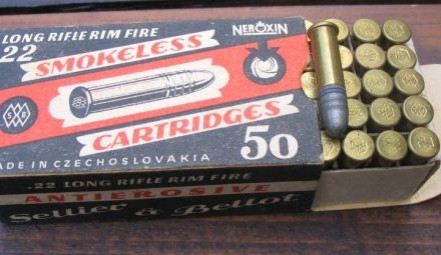 .22 LONG RIFLE RIM FIRE
NEROXIN
SMOKELESS
CARTRIDGES
50
MADE IN CZECHOSLOVAKIA
.22 LONG RIFLE RIM FIRE
ANTIEROSIVE
Sellier & Bellot